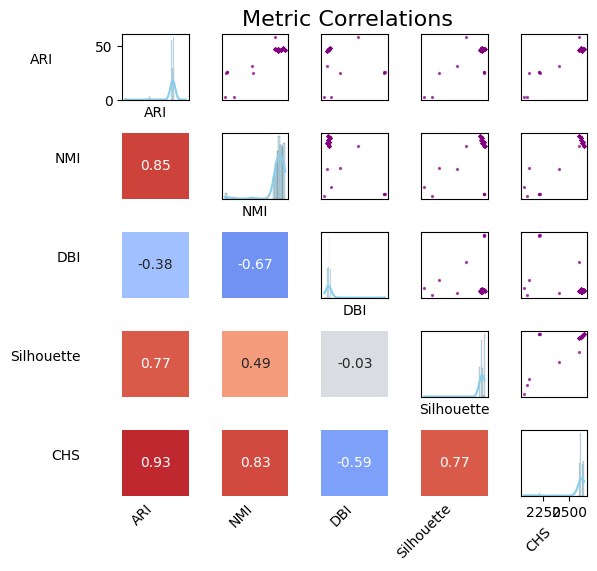 Metric Correlations
ARI
50
0
ARI
NMI
0.85
NMI
DBI
-0.38
-0.67
DBI
Silhouette
0.77
0.49
-0.03
Silhouette
CHS
0.93
0.83
-0.59
0.77
2250
2500
ARI
NMI
DBI
Silhouette
CHS